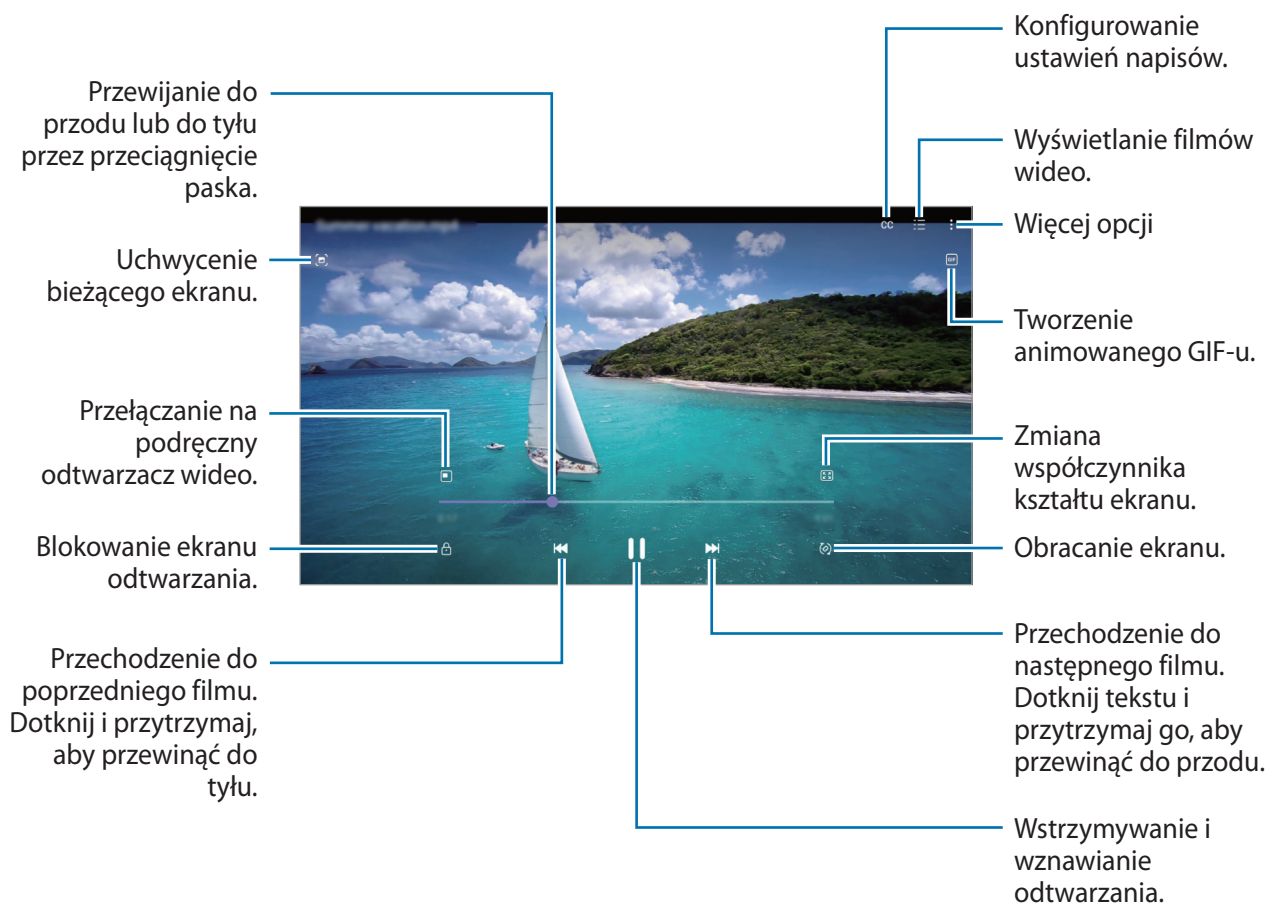 Konfigurowanie
ustawień napisów.
Przewijanie do
przodu lub do tyłu
przez przeciągnięcie
paska.
Wyświetlanie filmów
wideo.
CC
Więcej opcji
Uchwycenie
bieżącego ekranu.
GIF
Tworzenie
animowanego GIF-u.
Przełączanie na
podręczny
odtwarzacz wideo.
Zmiana
współczynnika
kształtu ekranu.
Blokowanie ekranu
odtwarzania.
Obracanie ekranu.
Przechodzenie do
poprzedniego filmu.
Dotknij i przytrzymaj,
aby przewinąć do
tyłu.
Przechodzenie do
następnego filmu.
Dotknij tekstu i
przytrzymaj go, aby
przewinąć do przodu.
Wstrzymywanie i
wznawianie
odtwarzania.